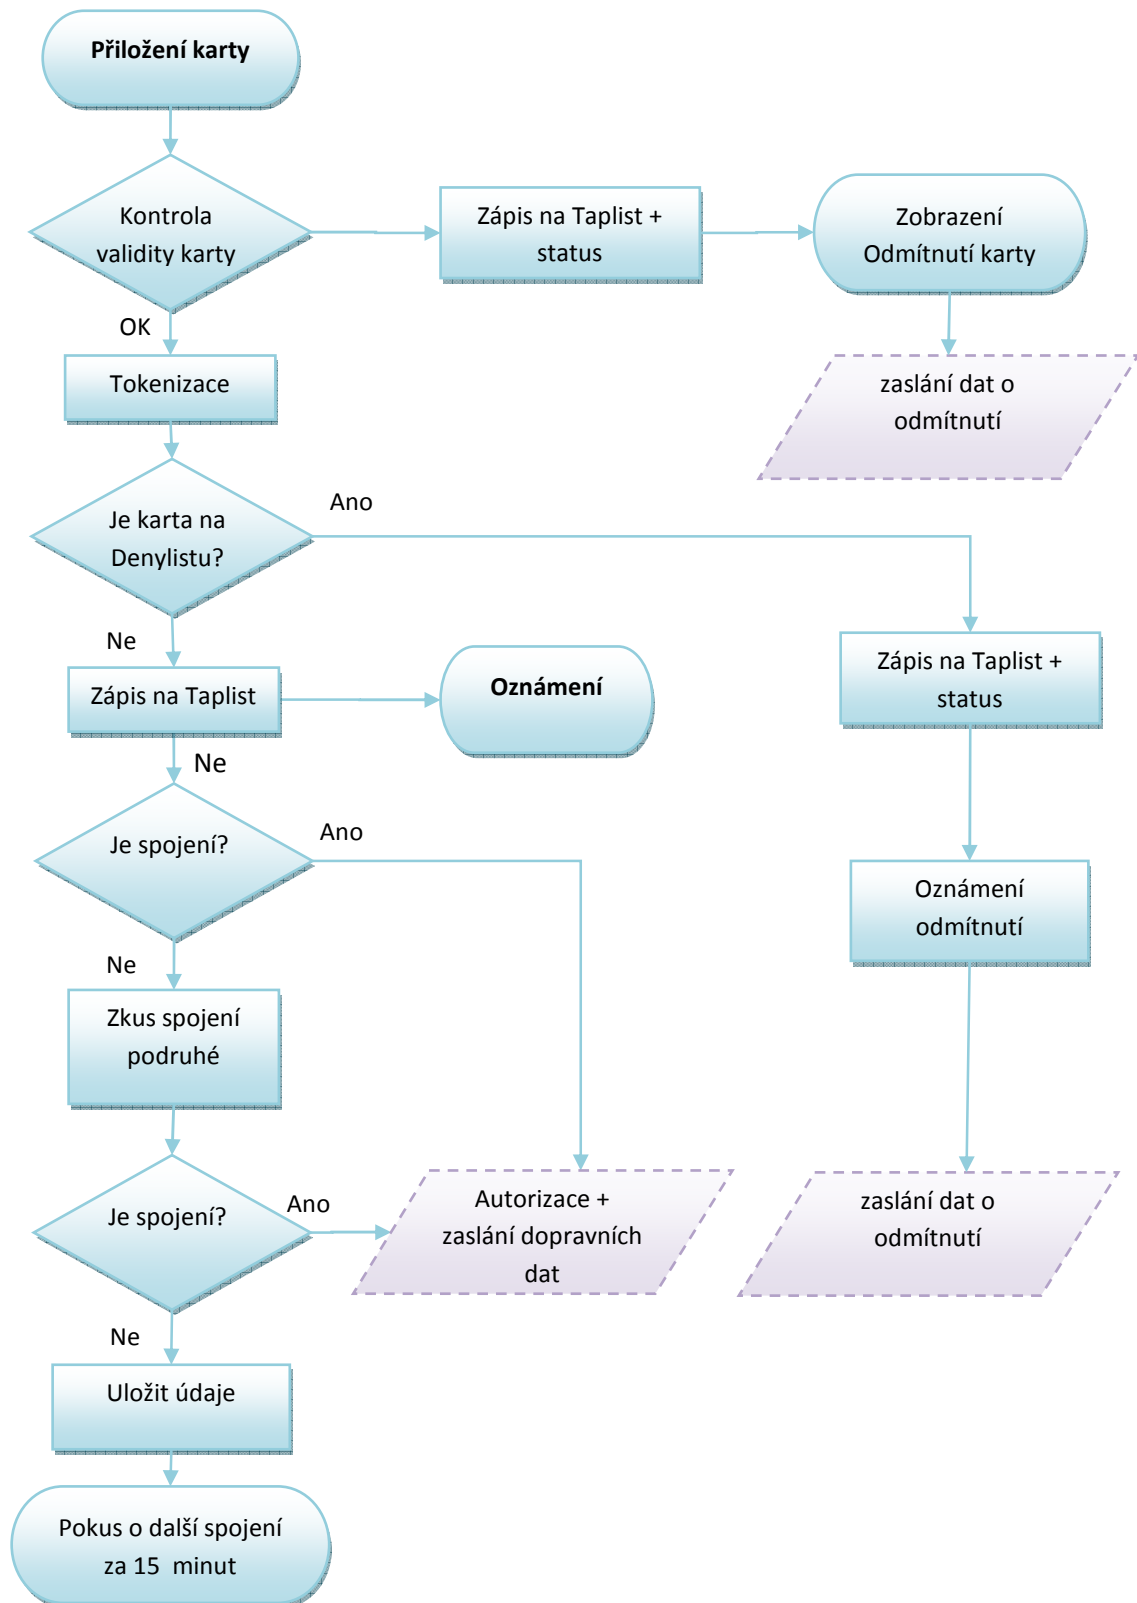 Přiložení karty
Kontrola
validity karty
Zápis na Taplist +
status
Zobrazení
Odmítnutí karty
OK
Tokenizace
zaslání dat o
odmítnutí
Ano
Je karta na
Denylistu?
Ne
Zápis na Taplist
Oznámení
Zápis na Taplist +
status
Ne
Je spojení?
Ano
Oznámení
odmítnutí
Ne
Zkus spojení
podruhé
Je spojení?
Ano
Autorizace +
zaslání dopravních
dat
zaslání dat o
odmítnutí
Ne
Uložit údaje
Pokus o další spojení
za 15 minut